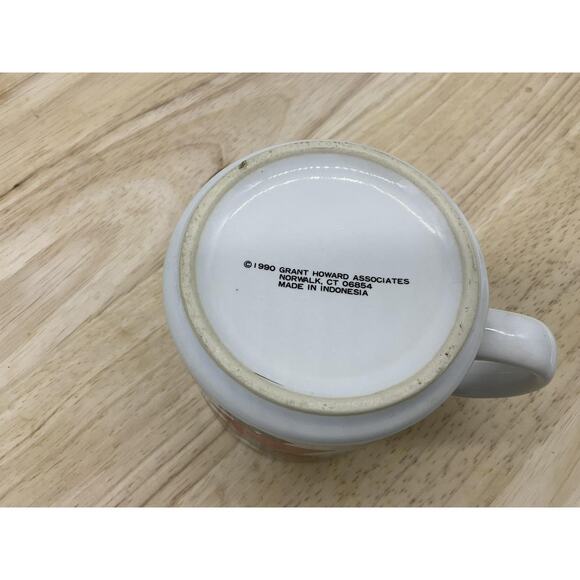 ©1990 GRANT HOWARD ASSOCIATES
NORWALK, CT 06854
MADE IN INDONESIA